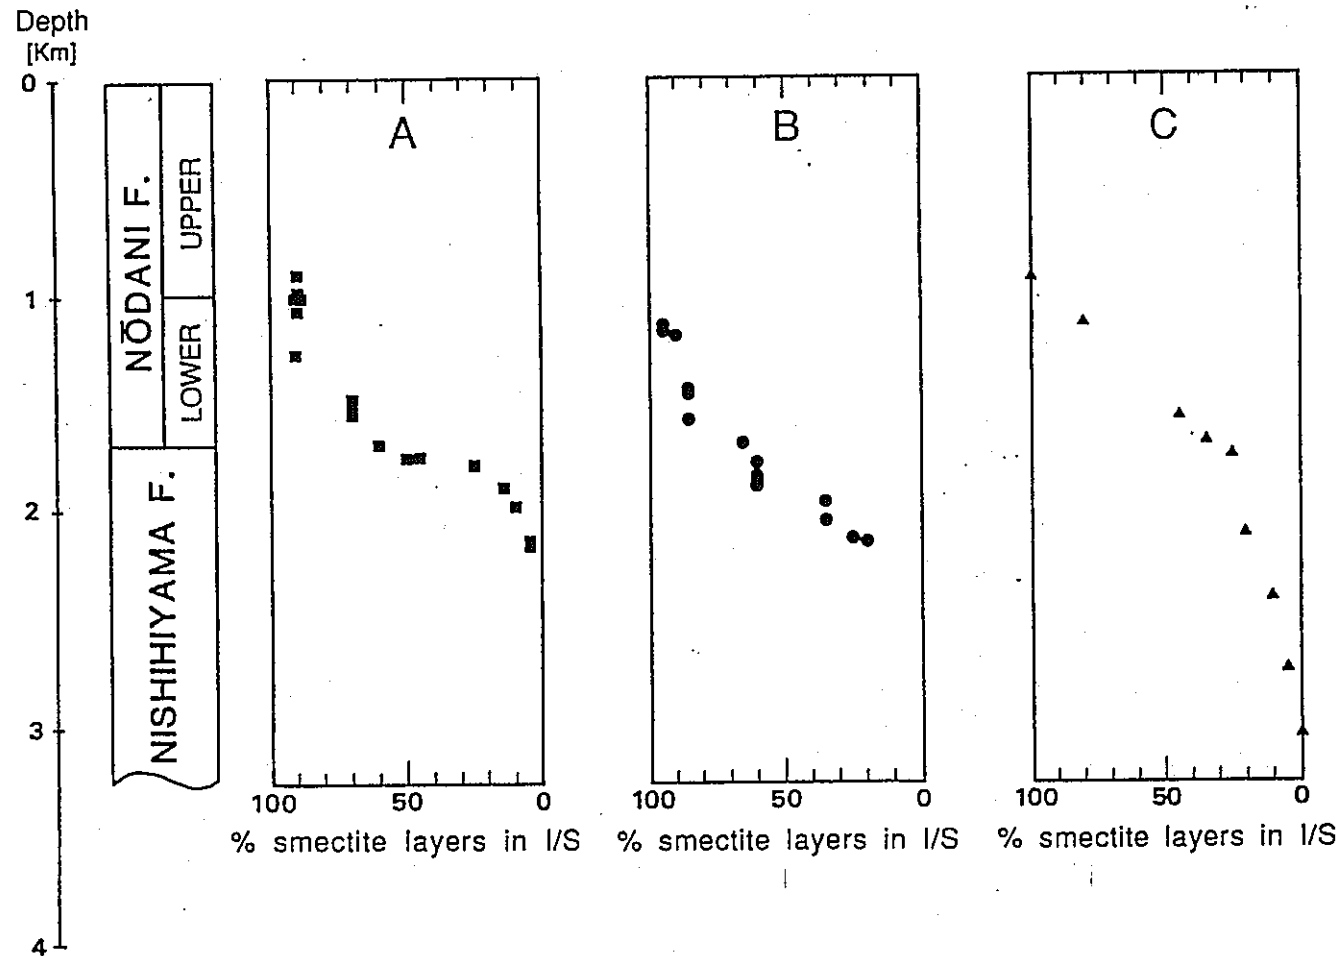 Depth
[Km]
0
1
2
3
4
NŌDANI F.
UPPER
LOWER
NISHIHIYAMA F.
A
100 50 0
% smectite layers in I/S
B
100 50 0
% smectite layers in I/S
C
100 50 0
% smectite layers in I/S